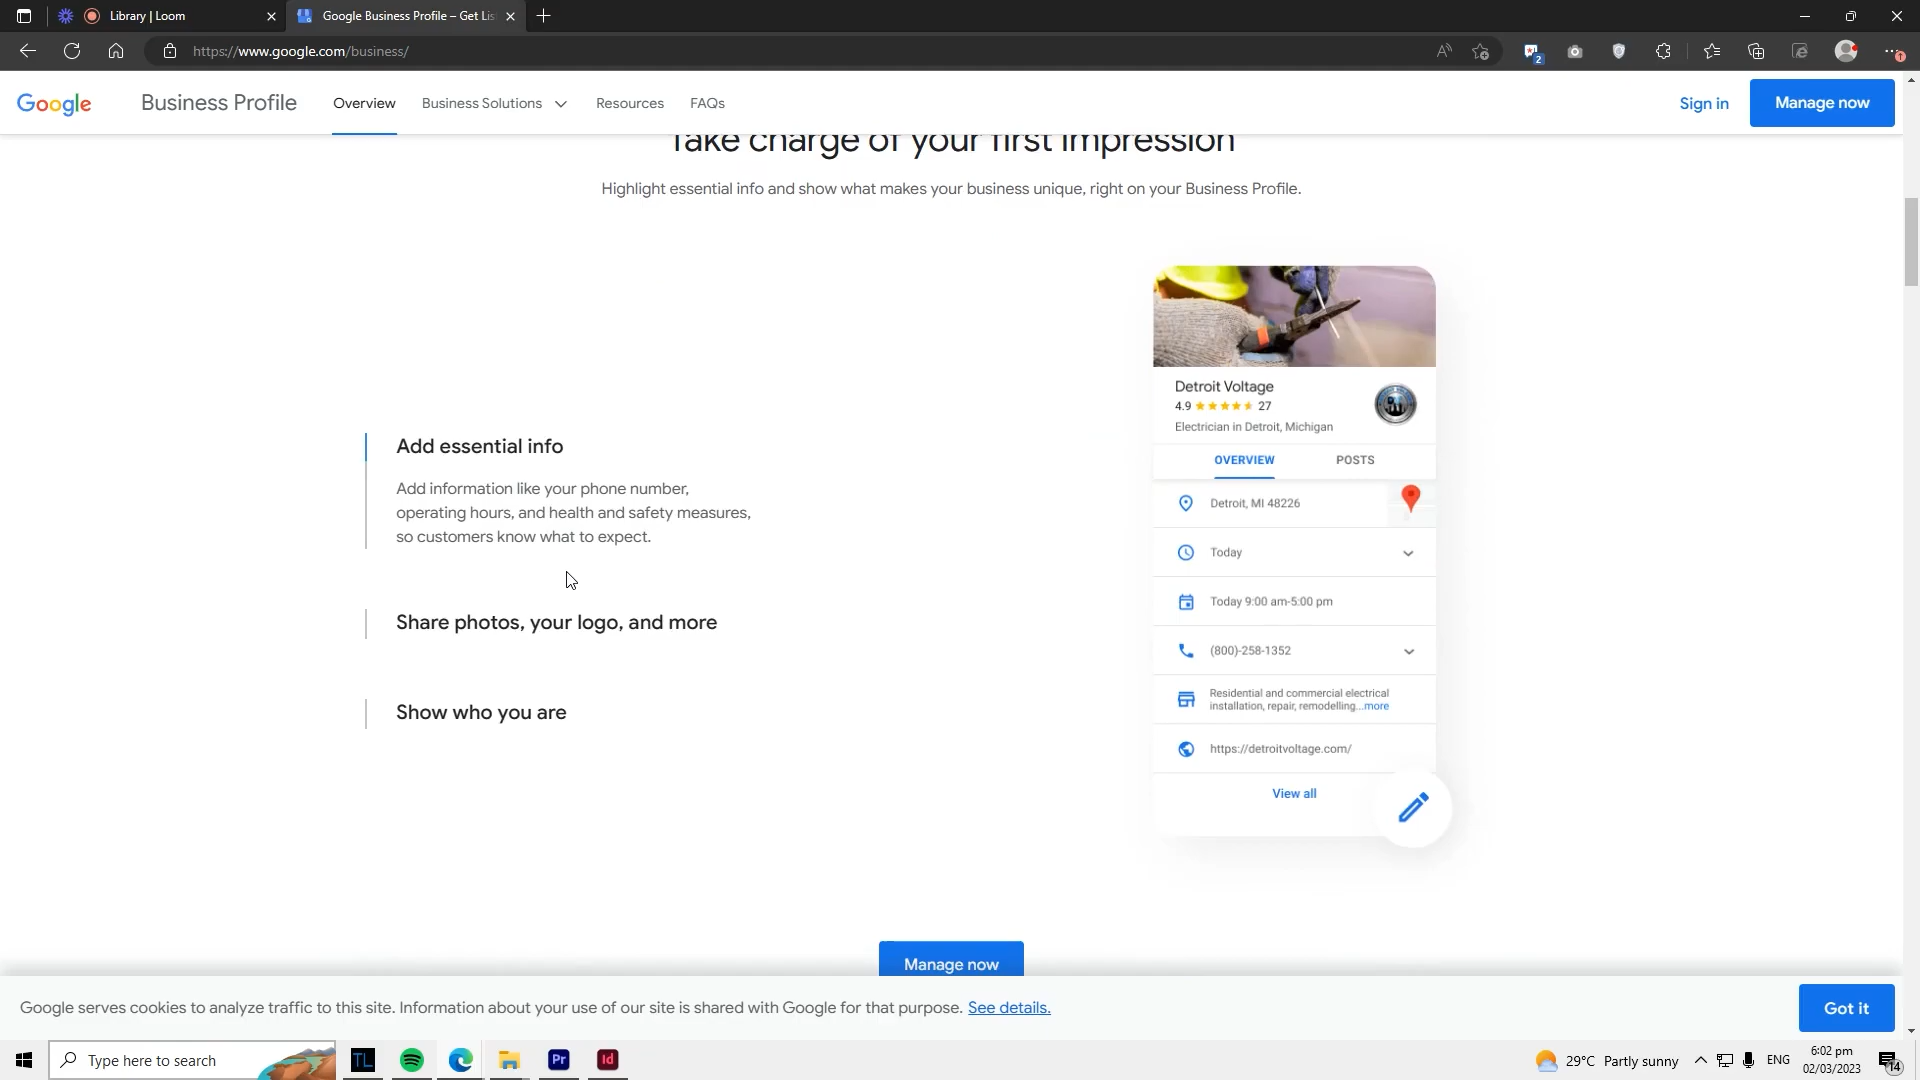 Library | Loom
Google Business Profile – Get Lis
https://www.google.com/business/
2
Google
Business Profile
Overview
Business Solutions
Resources
FAQs
Sign in
Manage now
Take charge of your first impression
Highlight essential info and show what makes your business unique, right on your Business Profile.
Detroit Voltage
4.9
27
Electrician in Detroit, Michigan
OVERVIEW
POSTS
Detroit, MI 48226
Today
Today 9:00 am-5:00 pm
(800)-258-1352
Residential and commercial electrical
installation, repair, remodelling...more
https://detroitvoltage.com/
View all
Add essential info
Add information like your phone number,
operating hours, and health and safety measures,
so customers know what to expect.
Share photos, your logo, and more
Show who you are
Manage now
Google serves cookies to analyze traffic to this site. Information about your use of our site is shared with Google for that purpose. See details.
Got it
Type here to search
TL
Pr
Id
29°C Partly sunny
ENG
6:02 pm
02/03/2023
14